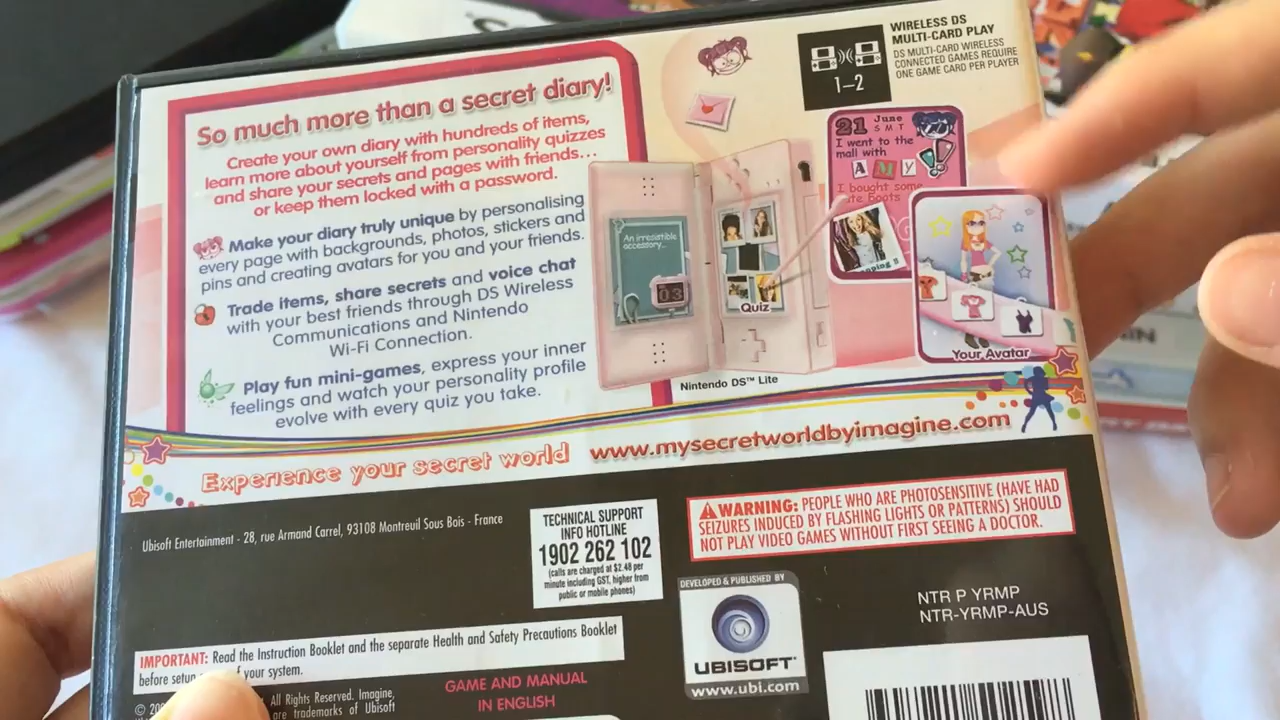 So much more than a secret diary!
Create your own diary with hundreds of items,
learn more about yourself from personality quizzes
and share your secrets and pages with friends...
or keep them locked with a password.
Make your diary truly unique by personalising
every page with backgrounds, photos, stickers and
pins and creating avatars for you and your friends.
Trade items, share secrets and voice chat
with your best friends through DS Wireless
Communications and Nintendo
Wi-Fi Connection.
Play fun mini-games, express your inner
feelings and watch your personality profile
evolve with every quiz you take.
WIRELESS DS
MULTI-CARD PLAY
DS MULTI-CARD WIRELESS
CONNECTED GAMES REQUIRE
ONE GAME CARD PER PLAYER
1–2
21 June
S M T
I went to the
mall with
AMY
I bought some
An irresistible
accessory...
03
Quiz
Your Avatar
Nintendo DS™ Lite
Experience your secret world
www.mysecretworldbyimagine.com
Ubisoft Entertainment - 28, rue Armand Carrel, 93108 Montreuil Sous Bois - France
TECHNICAL SUPPORT
INFO HOTLINE
1902 262 102
(calls are charged at $2.48 per
minute including GST, higher from
public or mobile phones)
WARNING: PEOPLE WHO ARE PHOTOSENSITIVE (HAVE HAD
SEIZURES INDUCED BY FLASHING LIGHTS OR PATTERNS) SHOULD
NOT PLAY VIDEO GAMES WITHOUT FIRST SEEING A DOCTOR.
DEVELOPED & PUBLISHED BY
UBISOFT
www.ubi.com
NTR P YRMP
NTR-YRMP-AUS
IMPORTANT: Read the Instruction Booklet and the separate Health and Safety Precautions Booklet
before your system.
All Rights Reserved. Imagine,
are trademarks of Ubisoft
GAME AND MANUAL
IN ENGLISH